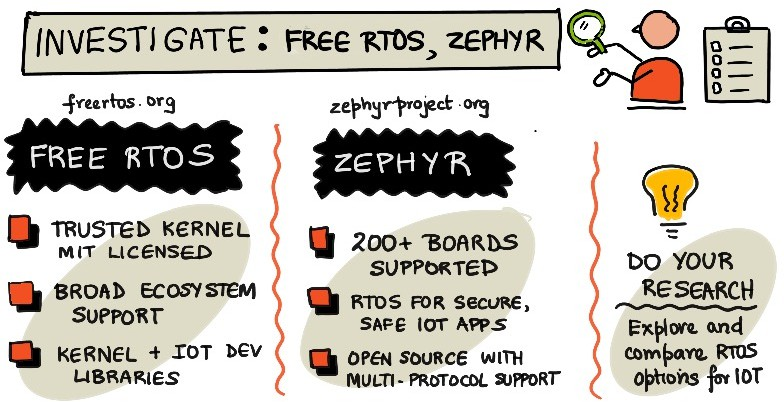 INVESTIGATE: FREE RTOS, ZEPHYR
freertos.org
FREE RTOS
TRUSTED KERNEL
MIT LICENSED
BROAD ECOSYSTEM
SUPPORT
KERNEL + IOT DEV
LIBRARIES
zephyrproject.org
ZEPHYR
200+ BOARDS
SUPPORTED
RTOS FOR SECURE,
SAFE IOT APPS
OPEN SOURCE WITH
MULTI-PROTOCOL SUPPORT
DO YOUR
RESEARCH
Explore and
compare RTOS
options for IOT